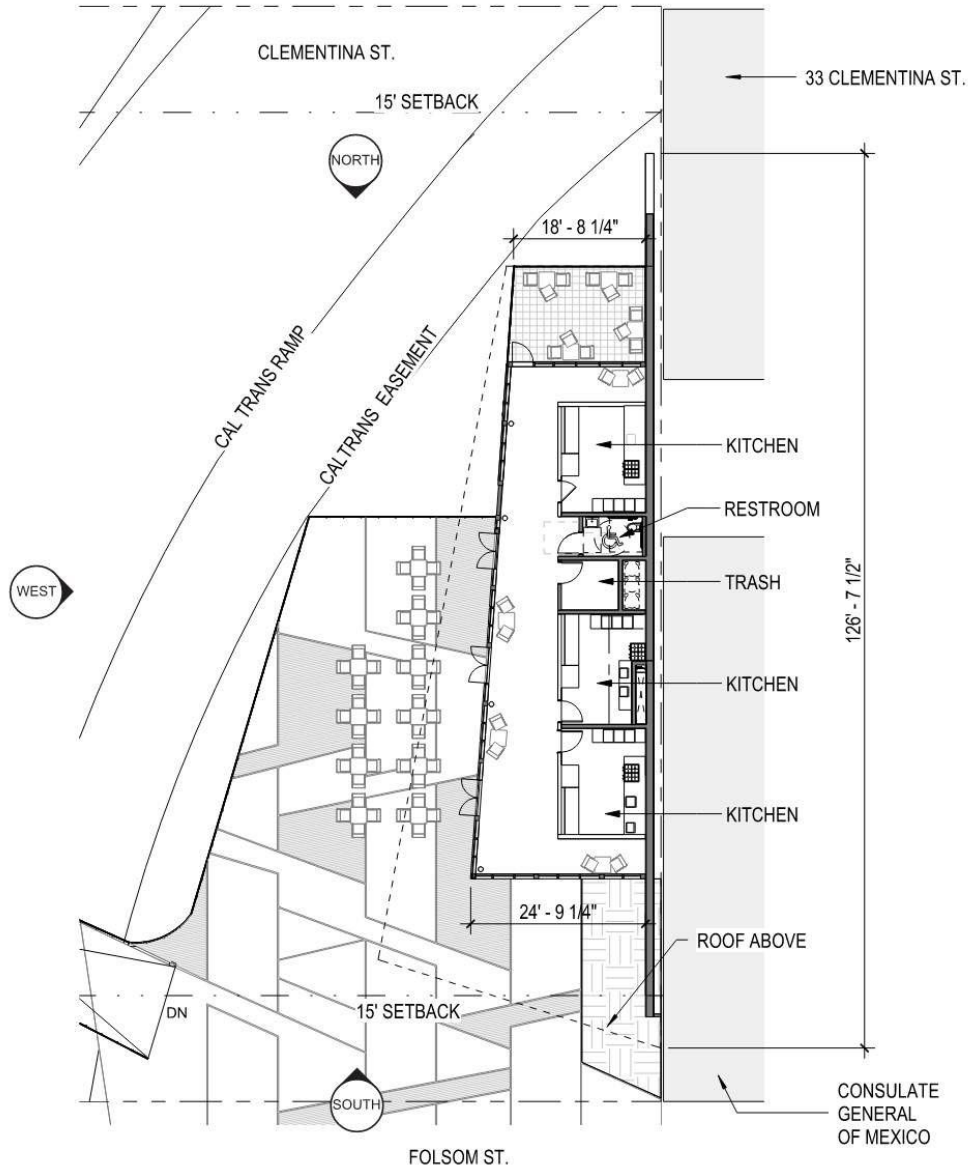 CLEMENTINA ST.
33 CLEMENTINA ST.
15' SETBACK
NORTH
18' - 8 1/4"
CAL TRANS RAMP
CALTRANS EASEMENT
KITCHEN
RESTROOM
WEST
TRASH
126' - 7 1/2"
KITCHEN
KITCHEN
24' - 9 1/4"
ROOF ABOVE
DN
15' SETBACK
SOUTH
CONSULATE
GENERAL
OF MEXICO
FOLSOM ST.